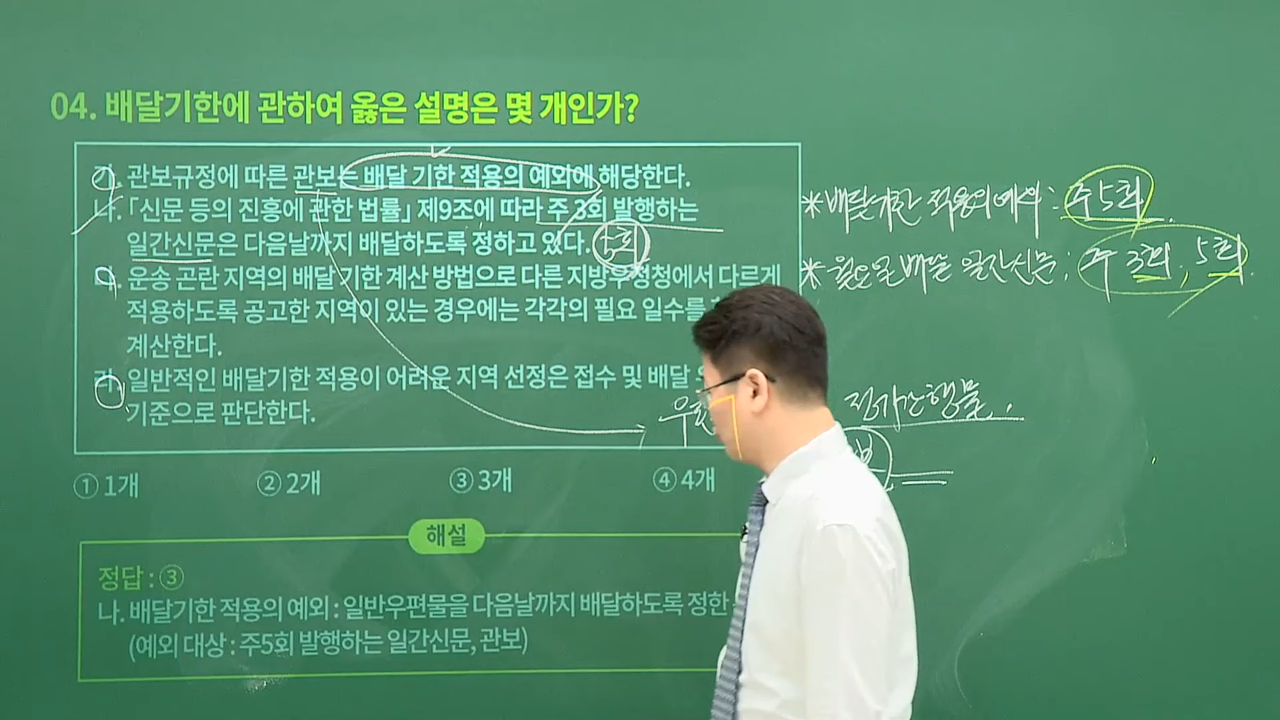 04. 배달기한에 관하여 옳은 설명은 몇 개인가?
가. 관보규정에 따른 관보는 배달 기한 적용의 예외에 해당한다.
나. 「신문 등의 진흥에 관한 법률」 제9조에 따라 주 3회 발행하는
일간신문은 다음날까지 배달하도록 정하고 있다. 5회
다. 운송 곤란 지역의 배달 기한 계산 방법으로 다른 지방우정청에서 다르게
적용하도록 공고한 지역이 있는 경우에는 각각의 필요 일수를
계산한다.
라. 일반적인 배달기한 적용이 어려운 지역 선정은 접수 및 배달
기준으로 판단한다.
① 1개
② 2개
③ 3개
④ 4개
해설
정답 : ③
나. 배달기한 적용의 예외 : 일반우편물을 다음날까지 배달하도록 정한
(예외 대상 : 주5회 발행하는 일간신문, 관보)
*배달기한 적용의 예외 : 주5회
*월요일 배달 일간신문 : 주 3회, 5회
정기간행물